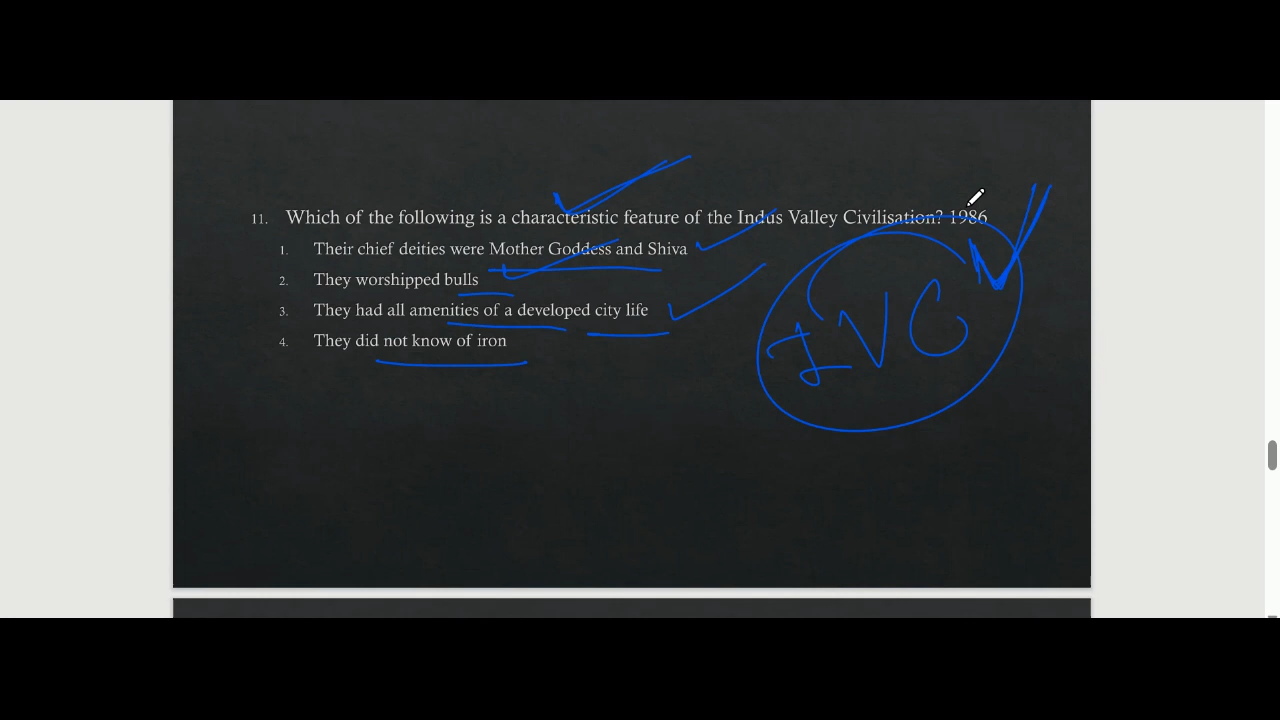 11. Which of the following is a characteristic feature of the Indus Valley Civilisation? 1986
1. Their chief deities were Mother Goddess and Shiva
2. They worshipped bulls
3. They had all amenities of a developed city life
4. They did not know of iron
IVC